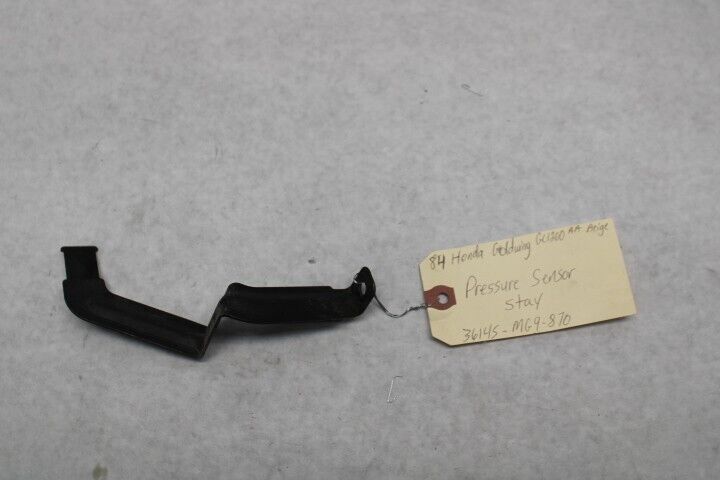 84 Honda Goldwing GL1200 AA Beige
Pressure Sensor
stay
36145-MG9-870